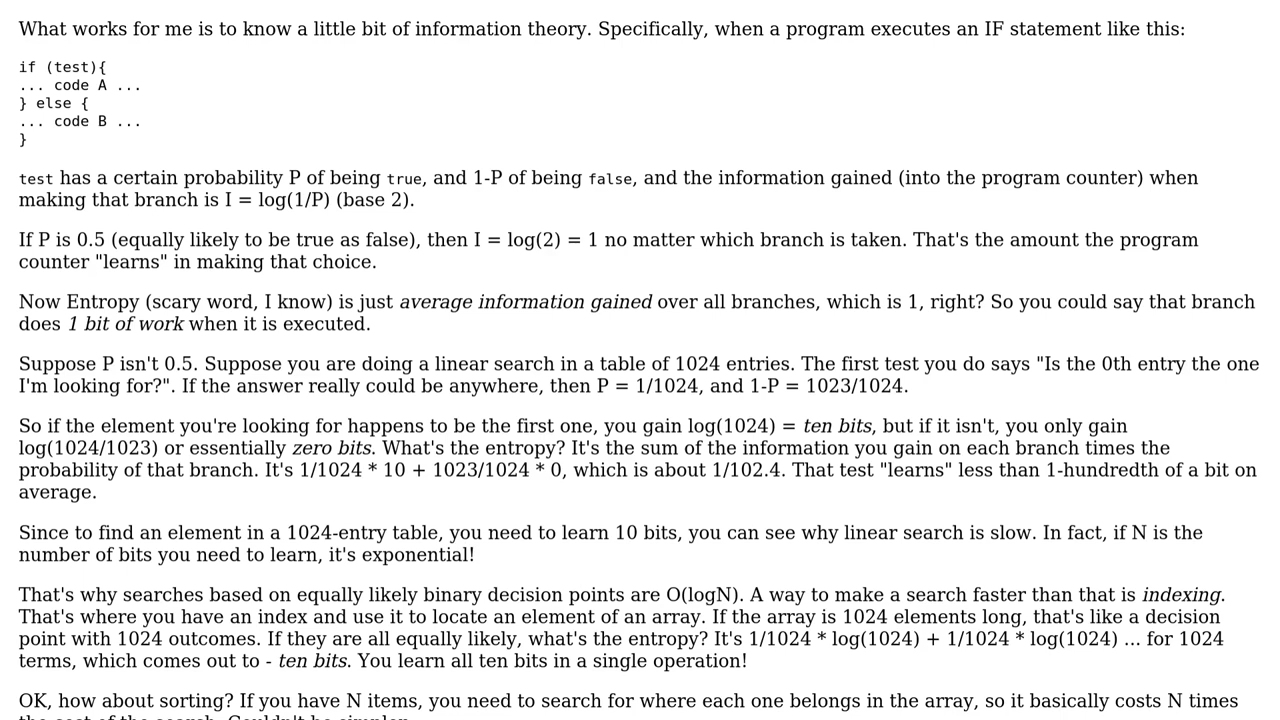 What works for me is to know a little bit of information theory. Specifically, when a program executes an IF statement like this:
if (test){
... code A ...
} else {
... code B ...
}
test has a certain probability P of being true, and 1-P of being false, and the information gained (into the program counter) when
making that branch is I = log(1/P) (base 2).
If P is 0.5 (equally likely to be true as false), then I = log(2) = 1 no matter which branch is taken. That's the amount the program
counter "learns" in making that choice.
Now Entropy (scary word, I know) is just average information gained over all branches, which is 1, right? So you could say that branch
does 1 bit of work when it is executed.
Suppose P isn't 0.5. Suppose you are doing a linear search in a table of 1024 entries. The first test you do says "Is the 0th entry the one
I'm looking for?". If the answer really could be anywhere, then P = 1/1024, and 1-P = 1023/1024.
So if the element you're looking for happens to be the first one, you gain log(1024) = ten bits, but if it isn't, you only gain
log(1024/1023) or essentially zero bits. What's the entropy? It's the sum of the information you gain on each branch times the
probability of that branch. It's 1/1024 * 10 + 1023/1024 * 0, which is about 1/102.4. That test "learns" less than 1-hundredth of a bit on
average.
Since to find an element in a 1024-entry table, you need to learn 10 bits, you can see why linear search is slow. In fact, if N is the
number of bits you need to learn, it's exponential!
That's why searches based on equally likely binary decision points are O(logN). A way to make a search faster than that is indexing.
That's where you have an index and use it to locate an element of an array. If the array is 1024 elements long, that's like a decision
point with 1024 outcomes. If they are all equally likely, what's the entropy? It's 1/1024 * log(1024) + 1/1024 * log(1024) ... for 1024
terms, which comes out to - ten bits. You learn all ten bits in a single operation!
OK, how about sorting? If you have N items, you need to search for where each one belongs in the array, so it basically costs N times